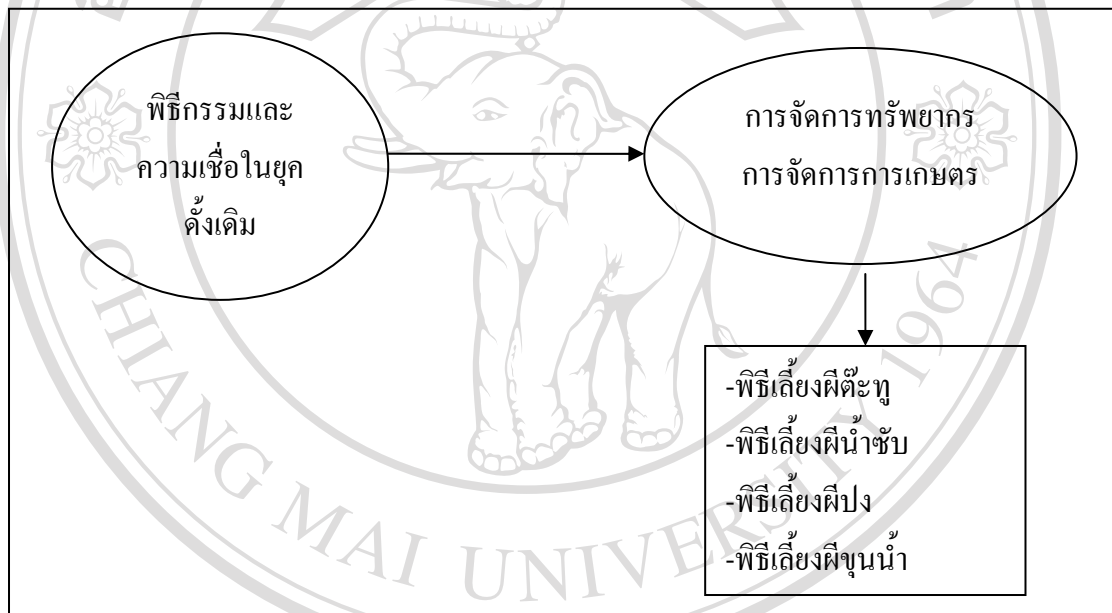 พิธีกรรมและ
ความเชื่อในยุค
ดั้งเดิม
การจัดการทรัพยากร
การจัดการการเกษตร
-พิธีเลี้ยงผีต๊ะทู
-พิธีเลี้ยงผีน้ำซับ
-พิธีเลี้ยงผีปง
-พิธีเลี้ยงผีขุนน้ำ
CHIANG MAI UNIVERSITY 1964